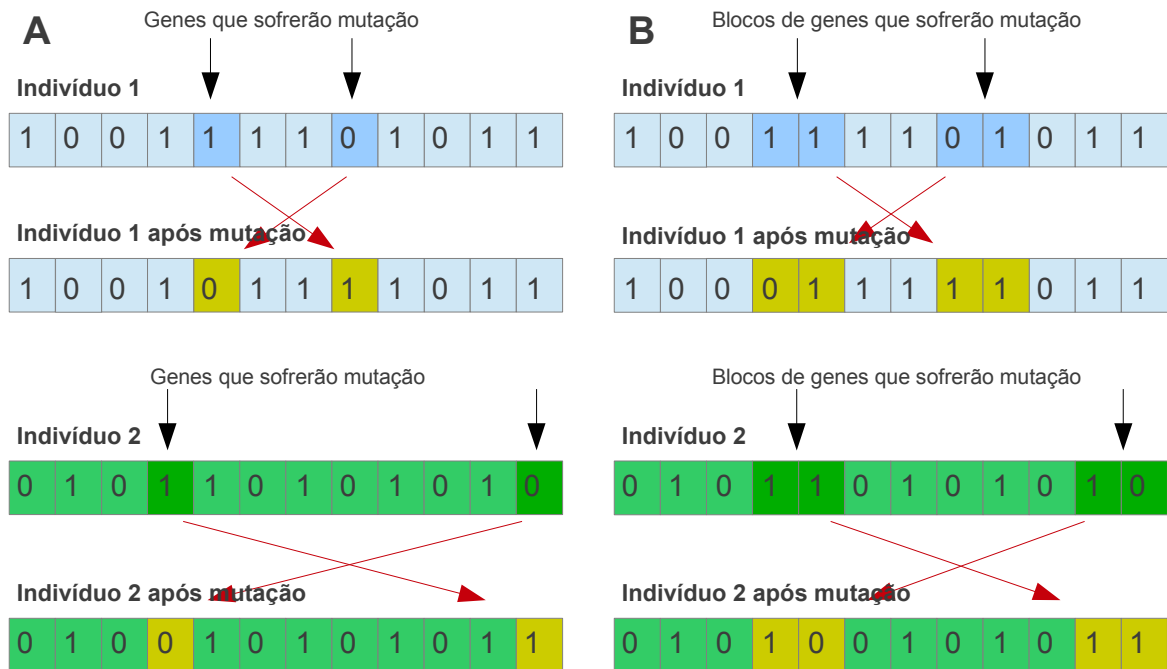 A
Genes que sofrerão mutação
Indivíduo 1
1 0 0 1 1 1 1 0 1 0 1 1
Indivíduo 1 após mutação
1 0 0 1 0 1 1 1 1 0 1 1
Genes que sofrerão mutação
Indivíduo 2
0 1 0 1 1 0 1 0 1 0 1 0
Indivíduo 2 após mutação
0 1 0 0 1 0 1 0 1 0 1 1
B
Blocos de genes que sofrerão mutação
Indivíduo 1
1 0 0 1 1 1 1 0 1 0 1 1
Indivíduo 1 após mutação
1 0 0 0 1 1 1 1 1 0 1 1
Blocos de genes que sofrerão mutação
Indivíduo 2
0 1 0 1 1 0 1 0 1 0 1 0
Indivíduo 2 após mutação
0 1 0 1 0 0 1 0 1 0 1 1